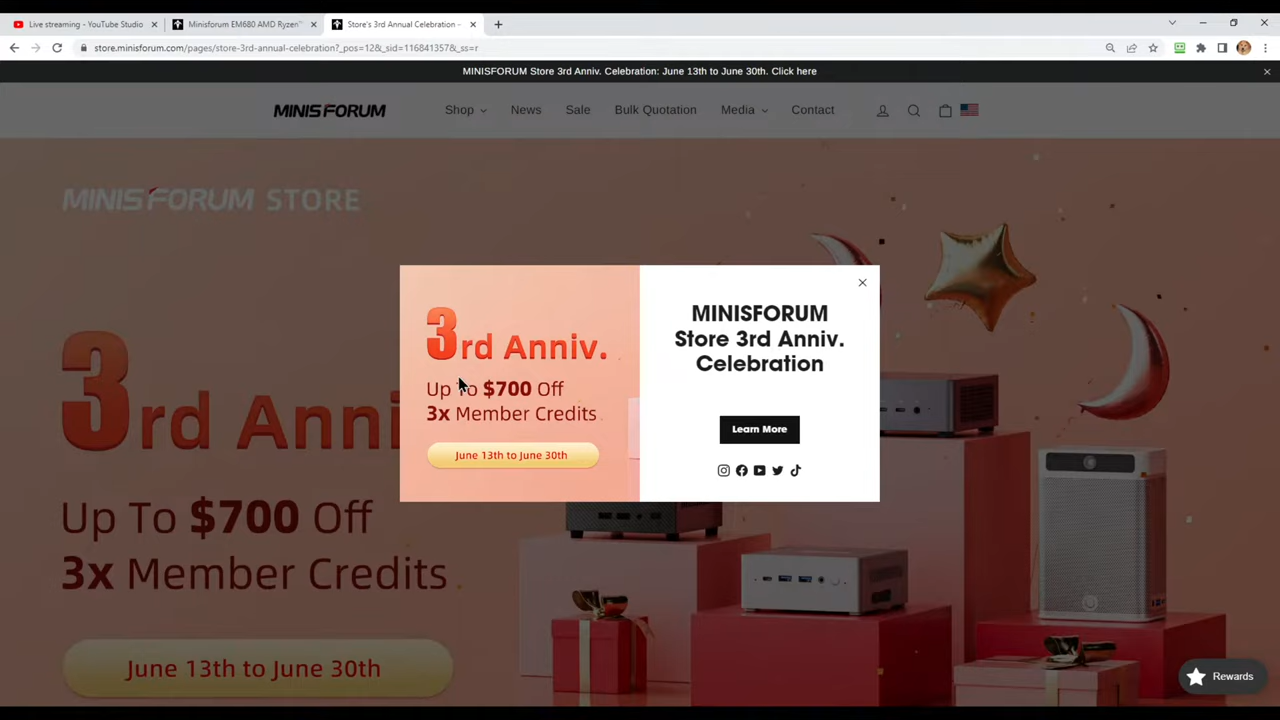 Live streaming - YouTube Studio
Minisforum EM680 AMD Ryzen™
Store's 3rd Annual Celebration -
store.minisforum.com/pages/store-3rd-annual-celebration?_pos=12&_sid=116841357&_ss=r
MINISFORUM Store 3rd Anniv. Celebration: June 13th to June 30th. Click here
MINISFORUM
Shop
News
Sale
Bulk Quotation
Media
Contact
MINISFORUM STORE
3rd Anni
Up To $700 Off
3x Member Credits
June 13th to June 30th
3rd Anniv.
Up To $700 Off
3x Member Credits
June 13th to June 30th
MINISFORUM
Store 3rd Anniv.
Celebration
Learn More
Rewards